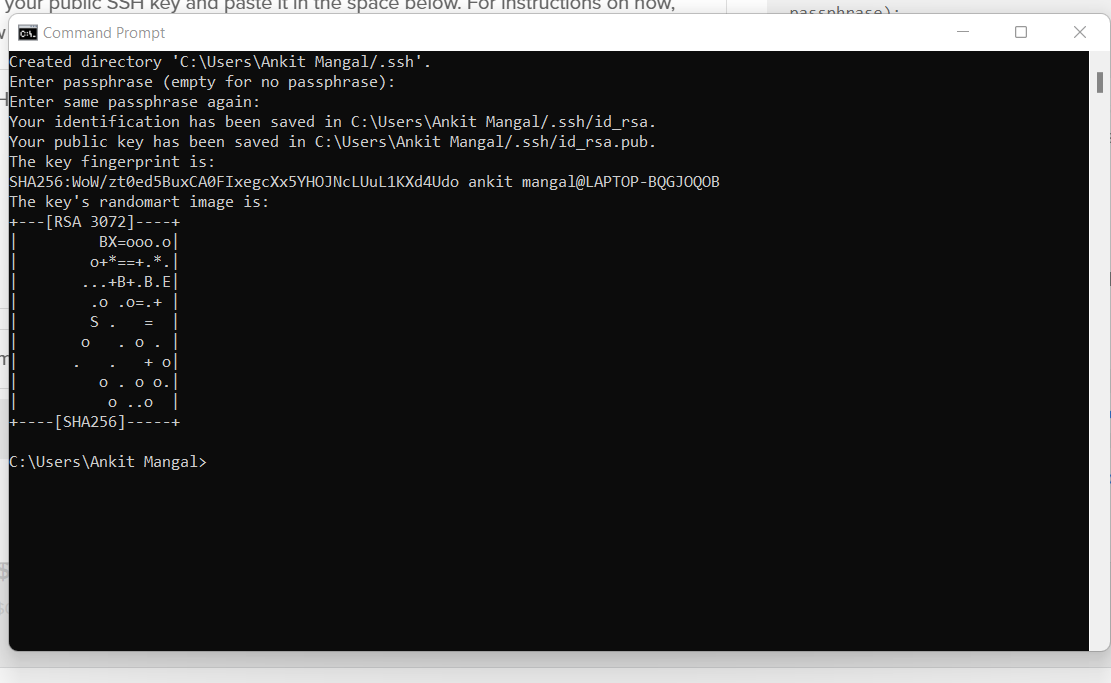 your public SSH key and paste it in the space below. For instructions on how,
passphrase):
Command Prompt
Created directory 'C:\Users\Ankit Mangal/.ssh'.
Enter passphrase (empty for no passphrase):
Enter same passphrase again:
Your identification has been saved in C:\Users\Ankit Mangal/.ssh/id_rsa.
Your public key has been saved in C:\Users\Ankit Mangal/.ssh/id_rsa.pub.
The key fingerprint is:
SHA256:WoW/zt0ed5BuxCA0FIxegcXx5YHOJNcLUuL1KXd4Udo ankit mangal@LAPTOP-BQGJOQOB
The key's randomart image is:
+---[RSA 3072]----+
|         BX=ooo.o|
|        o+*==+.*.|
|       ...+B+.B.E|
|        .o .o=.+ |
|        S .   =  |
|       o   . o . |
|      .   .   + o|
|         o . o o.|
|          o ..o  |
+----[SHA256]-----+
C:\Users\Ankit Mangal>